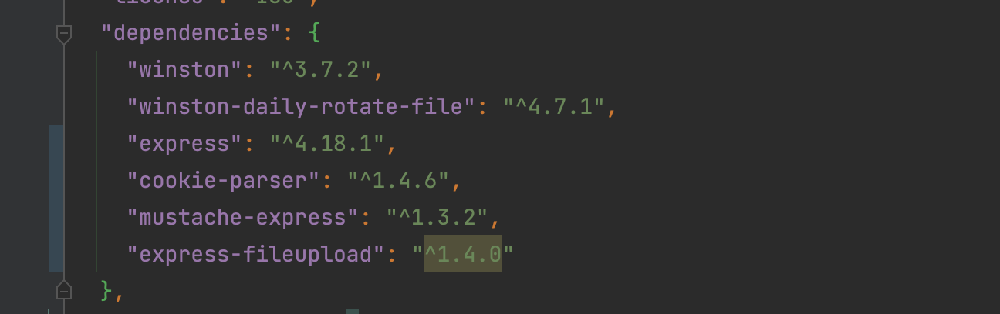 "dependencies": {
"winston": "^3.7.2",
"winston-daily-rotate-file": "^4.7.1",
"express": "^4.18.1",
"cookie-parser": "^1.4.6",
"mustache-express": "^1.3.2",
"express-fileupload": "^1.4.0"
},